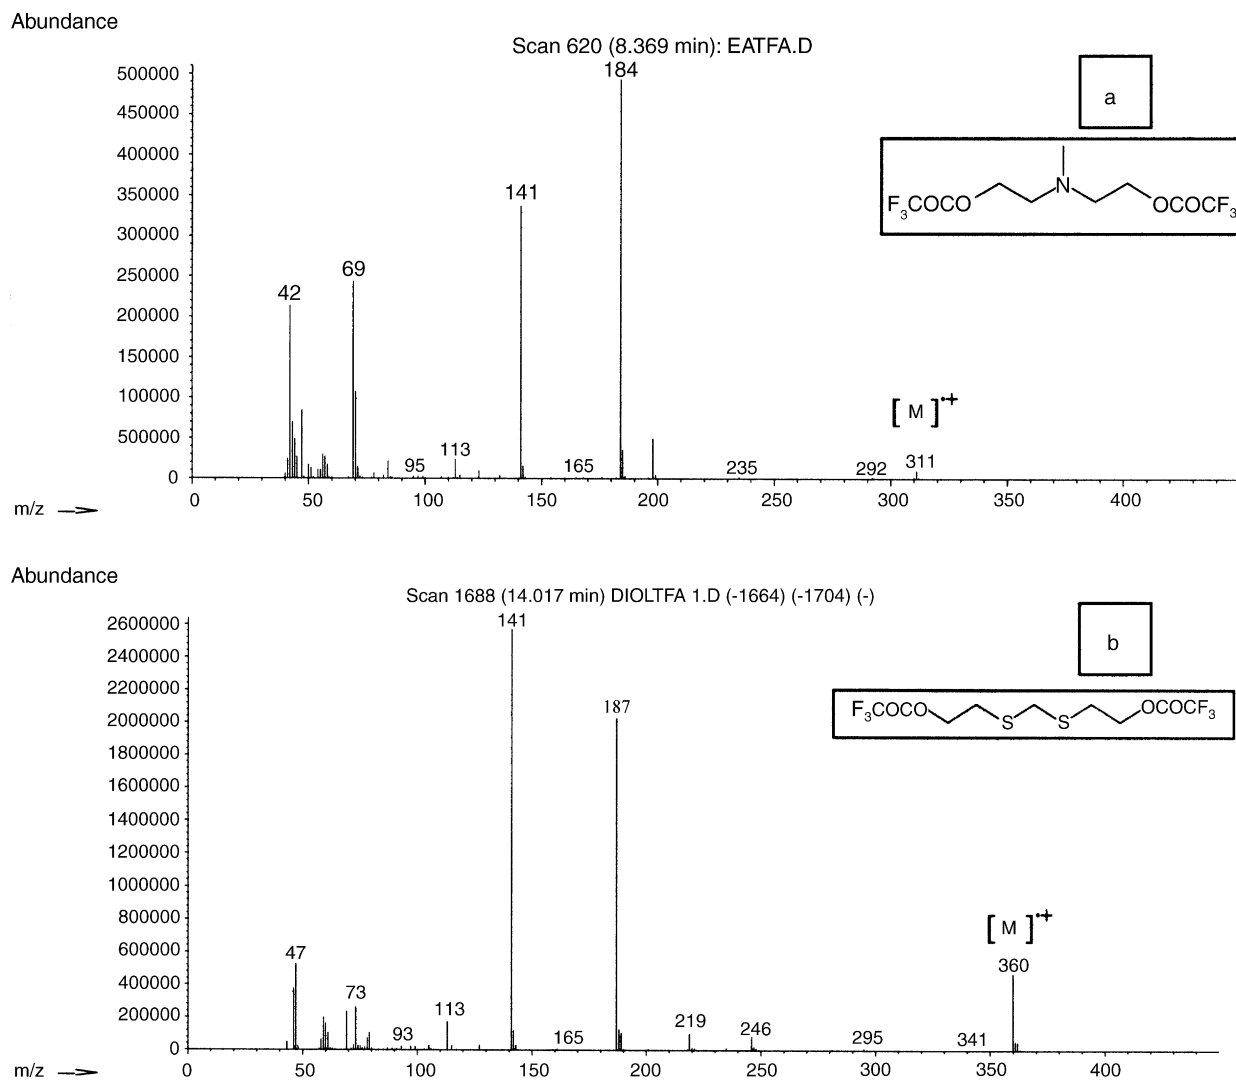 Abundance
Scan 620 (8.369 min): EATFA.D
184
500000
a
450000
400000
350000
141
N
F3COCO
OCOCF3
300000
250000
69
42
200000
150000
100000
[ M ]•+
50000
113
95
165
235
292
311
0
0 50 100 150 200 250 300 350 400
m/z
Abundance
Scan 1688 (14.017 min) DIOLTFA 1.D (-1664) (-1704) (-)
141
2600000
b
2400000
2200000
187
F3COCO
S
S
OCOCF3
2000000
1800000
1600000
1400000
1200000
1000000
800000
[ M ]•+
47
600000
360
400000
73
113
200000
93
165
219
246
295
341
0
0 50 100 150 200 250 300 350 400
m/z